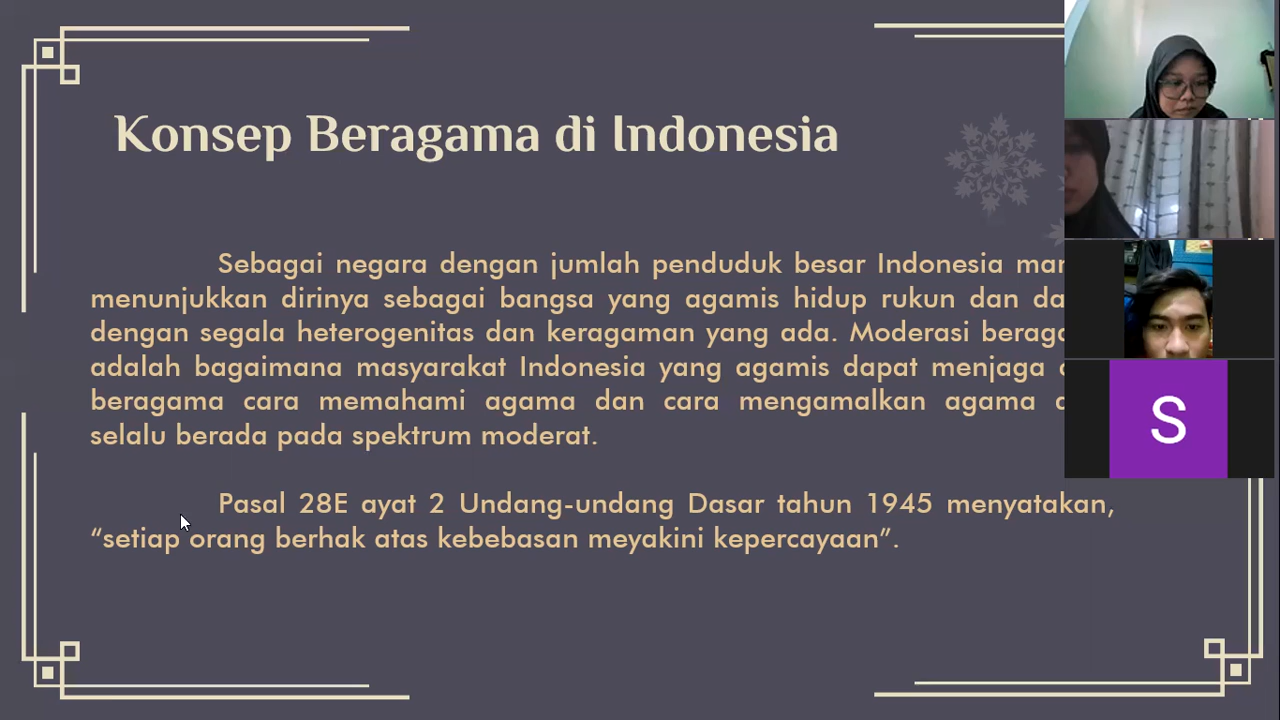 Konsep Beragama di Indonesia
Sebagai negara dengan jumlah penduduk besar Indonesia
menunjukkan dirinya sebagai bangsa yang agamis hidup rukun dan
dengan segala heterogenitas dan keragaman yang ada. Moderasi
adalah bagaimana masyarakat Indonesia yang agamis dapat menjaga
beragama cara memahami agama dan cara mengamalkan agama
selalu berada pada spektrum moderat.
Pasal 28E ayat 2 Undang-undang Dasar tahun 1945 menyatakan,
“setiap orang berhak atas kebebasan meyakini kepercayaan”.
S